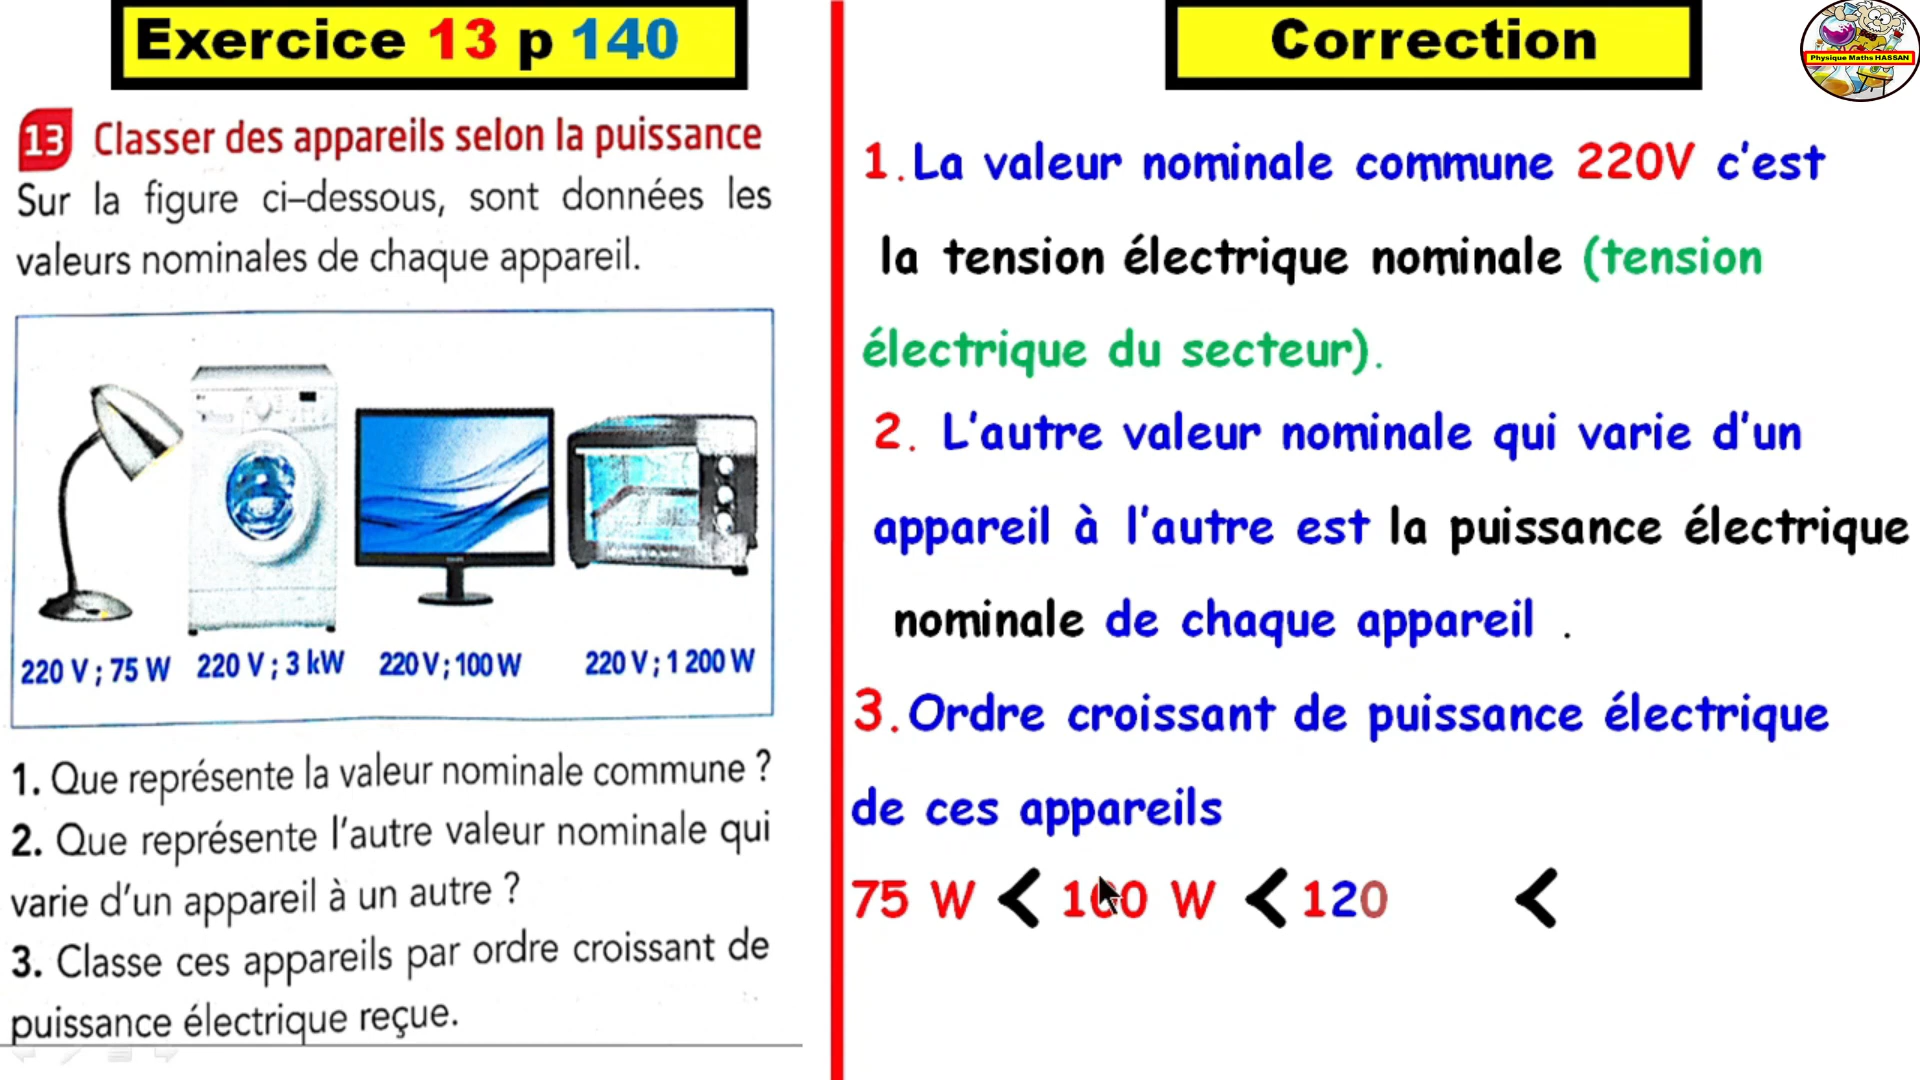 Exercice 13 p 140
13 Classer des appareils selon la puissance
Sur la figure ci-dessous, sont données les
valeurs nominales de chaque appareil.
220 V ; 75 W
220 V ; 3 kW
220 V ; 100 W
220 V ; 1 200 W
1. Que représente la valeur nominale commune ?
2. Que représente l'autre valeur nominale qui
varie d'un appareil à un autre ?
3. Classe ces appareils par ordre croissant de
puissance électrique reçue.
Correction
Physique Maths HASSAN
1.La valeur nominale commune 220V c'est
la tension électrique nominale (tension
électrique du secteur).
2. L'autre valeur nominale qui varie d'un
appareil à l'autre est la puissance électrique
nominale de chaque appareil .
3.Ordre croissant de puissance électrique
de ces appareils
75 W < 100 W < 120 <